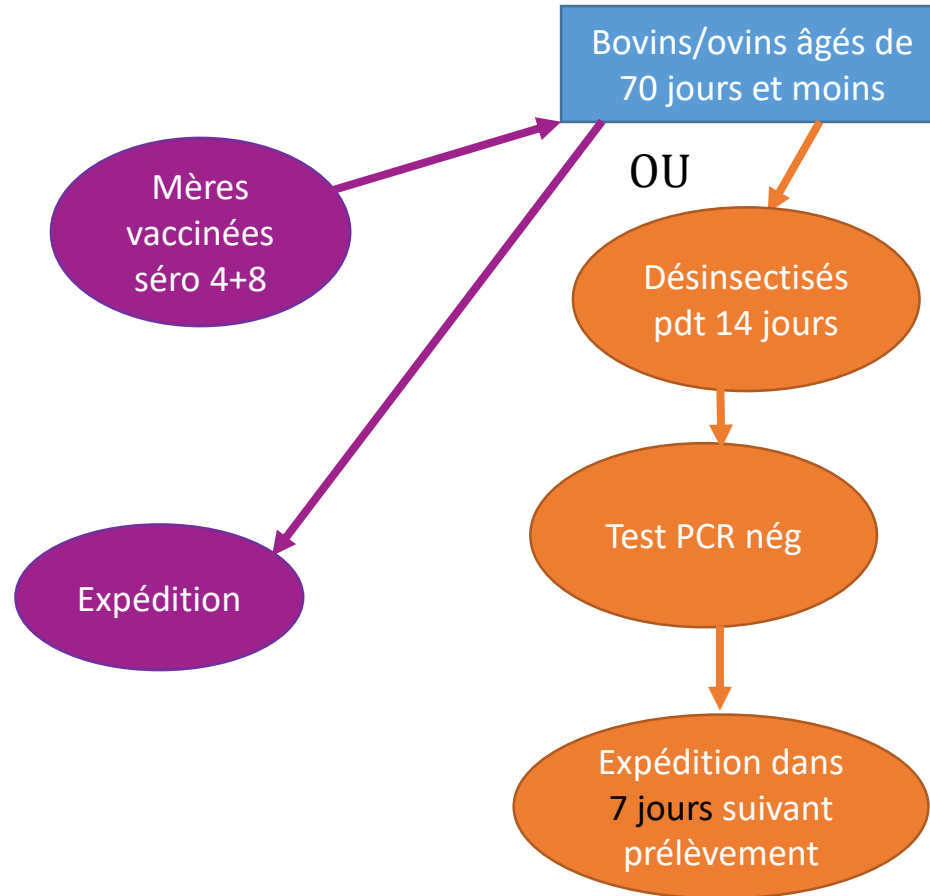 Bovins/ovins âgés de
70 jours et moins
OU
Mères
vaccinées
séro 4+8
Désinsectisés
pdt 14 jours
Test PCR nég
Expédition
Expédition dans
7 jours suivant
prélèvement